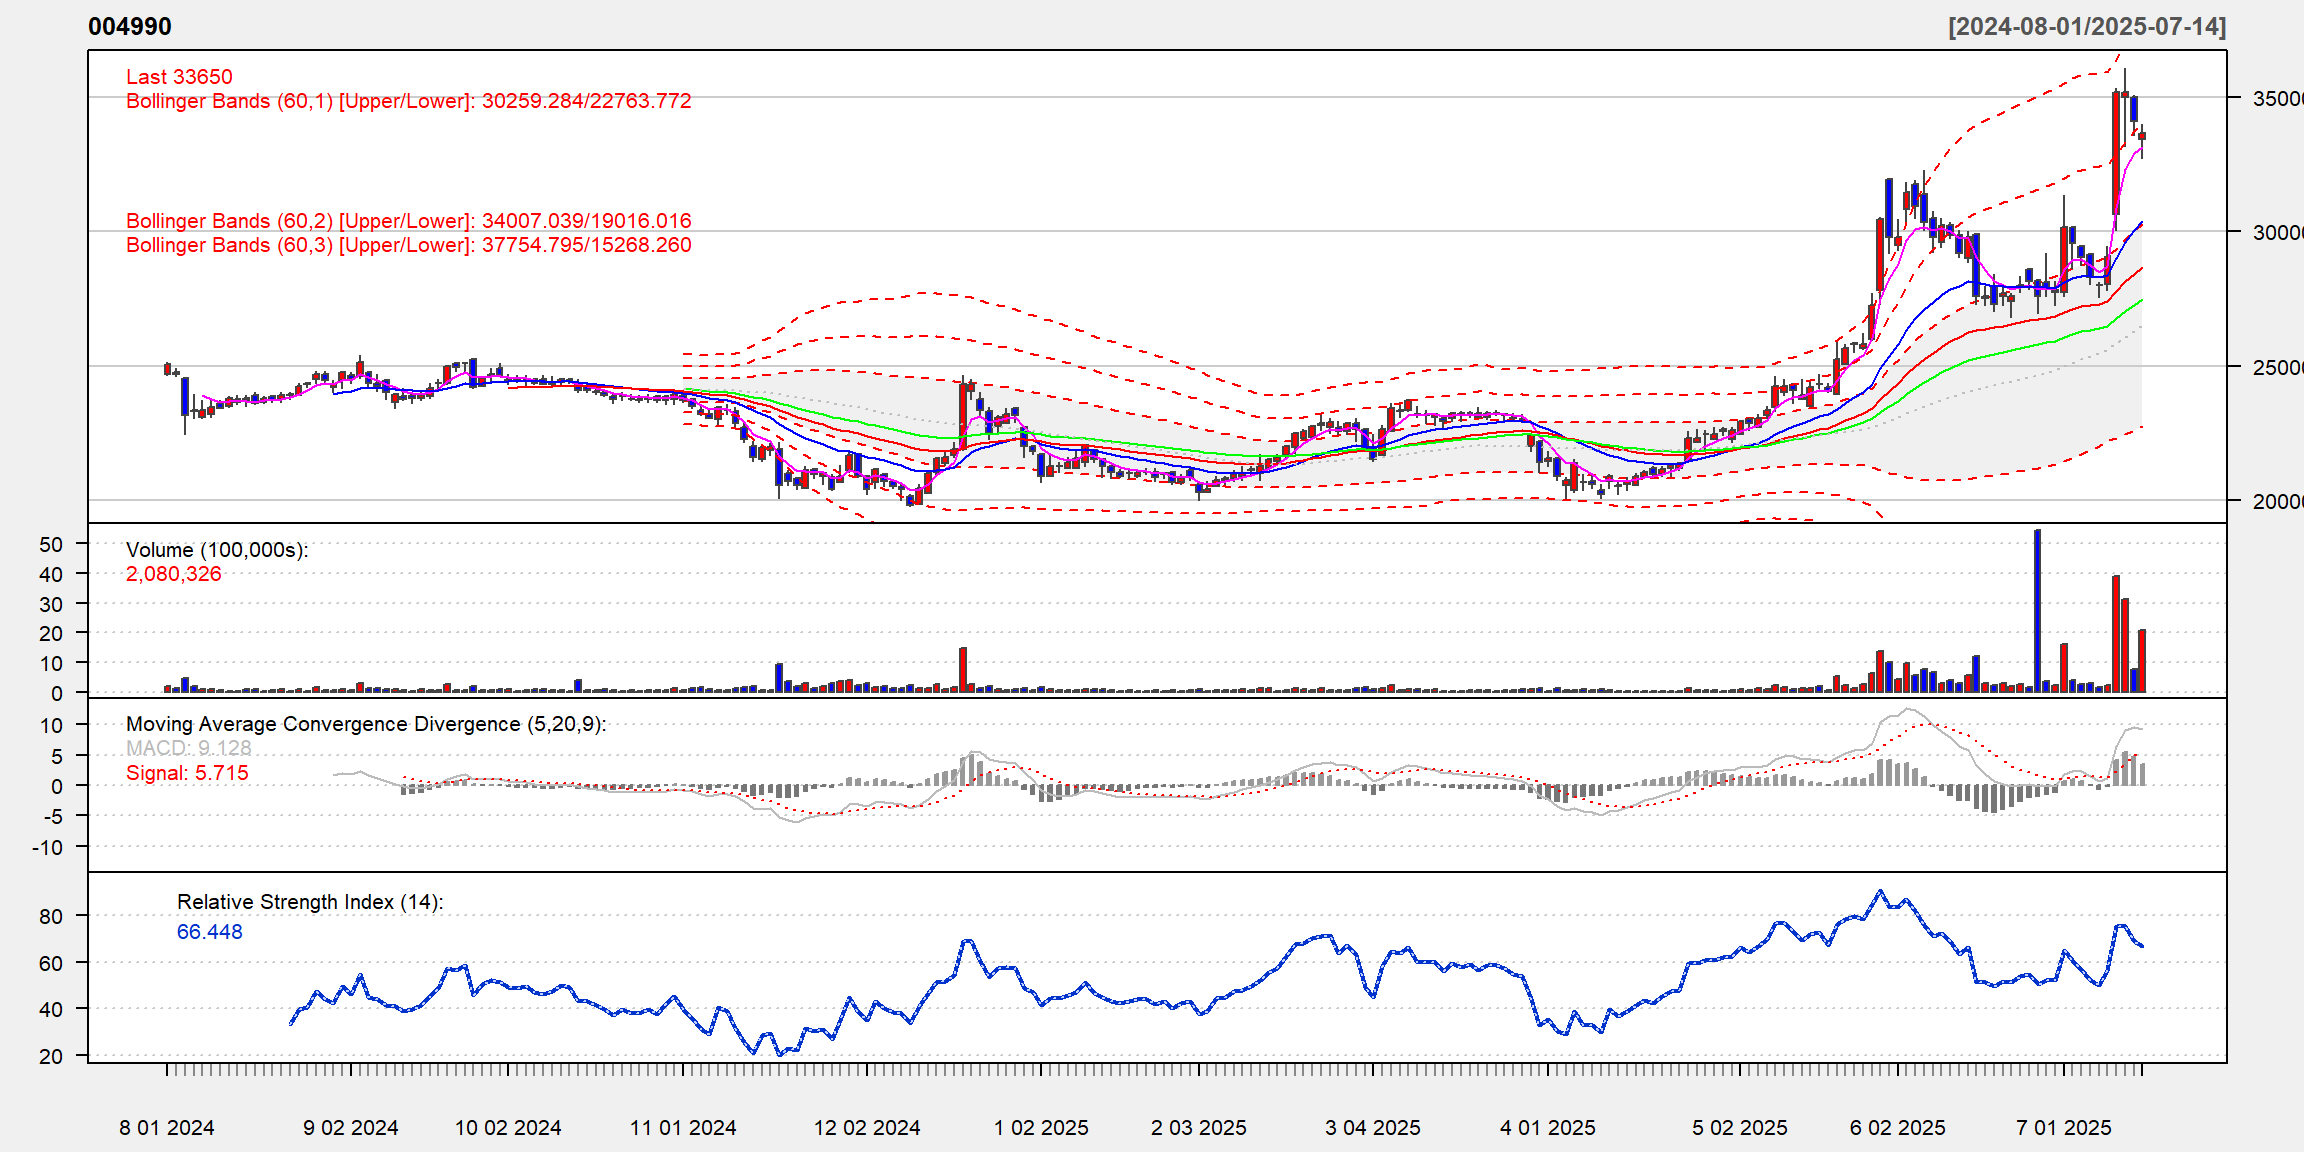 004990
[2024-08-01/2025-07-14]
Last 33650
Bollinger Bands (60,1) [Upper/Lower]: 30259.284/22763.772
Bollinger Bands (60,2) [Upper/Lower]: 34007.039/19016.016
Bollinger Bands (60,3) [Upper/Lower]: 37754.795/15268.260
35000
30000
25000
20000
Volume (100,000s):
2,080,326
50
40
30
20
10
0
Moving Average Convergence Divergence (5,20,9):
MACD: 9.128
Signal: 5.715
10
5
0
-5
-10
Relative Strength Index (14):
66.448
80
60
40
20
8 01 2024
9 02 2024
10 02 2024
11 01 2024
12 02 2024
1 02 2025
2 03 2025
3 04 2025
4 01 2025
5 02 2025
6 02 2025
7 01 2025